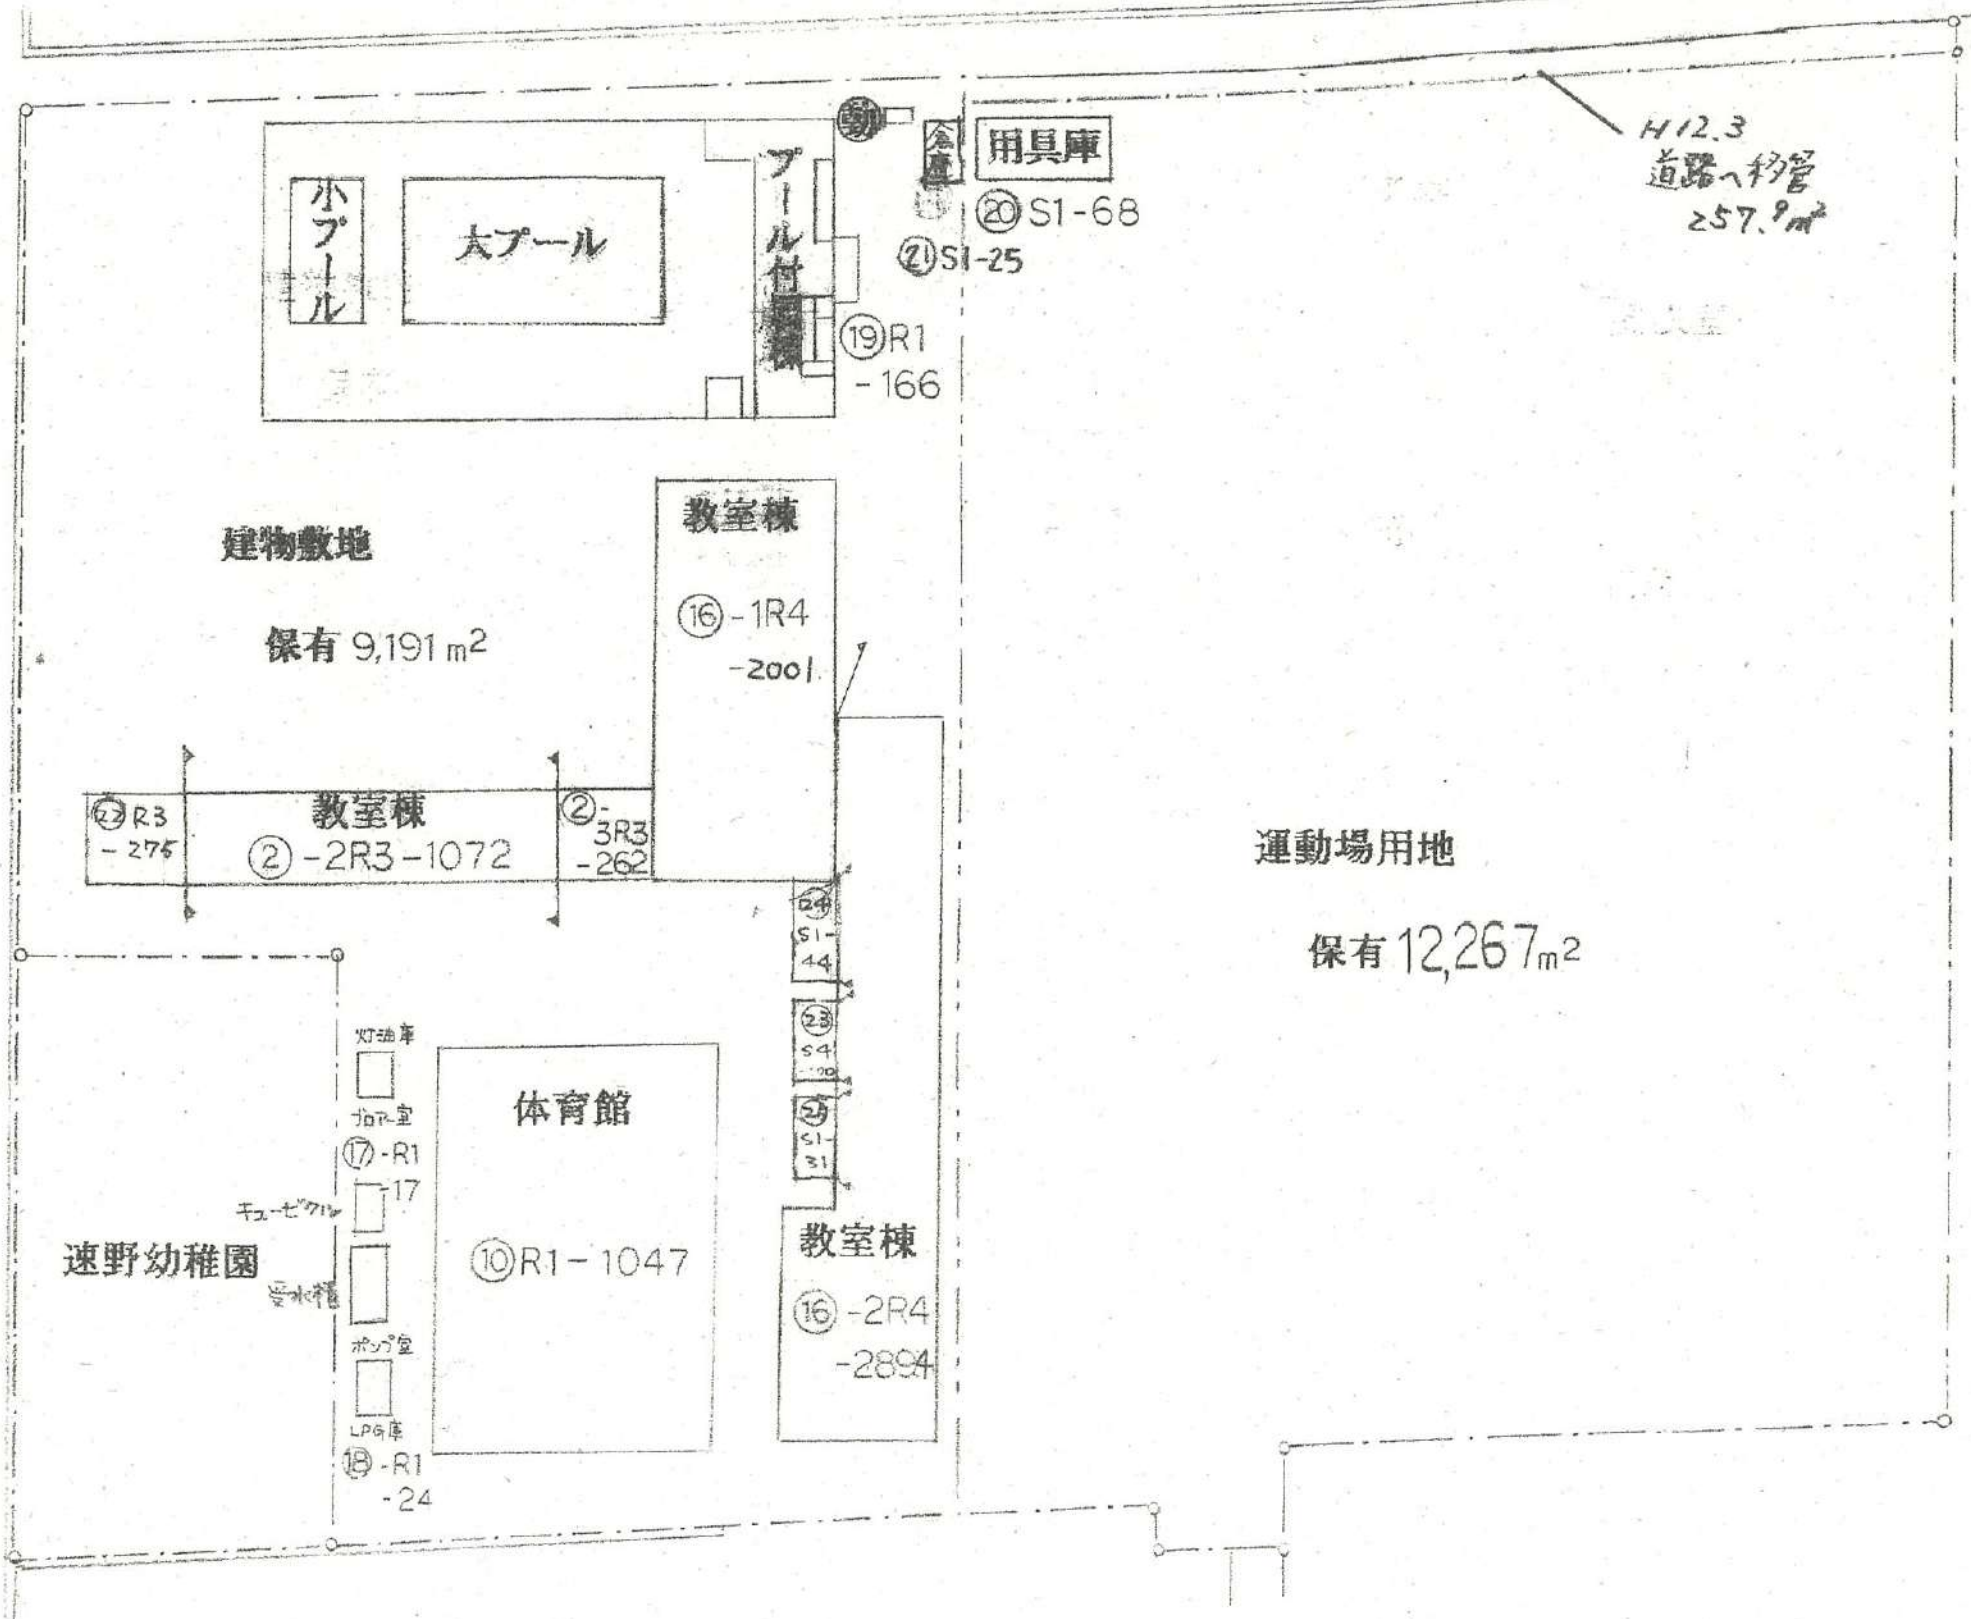 H12.3
道路へ移管
257.9㎡
倉庫
用具庫
⑳S1-68
㉑S1-25
小プール
大プール
プール付属棟
⑲R1
-166
建物敷地
保有 9,191m2
教室棟
⑯-1R4
-2001
㉒R3
-275
教室棟
②-2R3-1072
②-
3R3
-262
運動場用地
保有 12,267m2
㉔
S1-
44
㉓
S4
㉕
S1-
31
灯油庫
ブロアー室
⑰-R1
-17
キュービクル
受水槽
ポンプ室
LPG庫
⑱-R1
-24
速野幼稚園
体育館
⑩R1-1047
教室棟
⑯-2R4
-2894